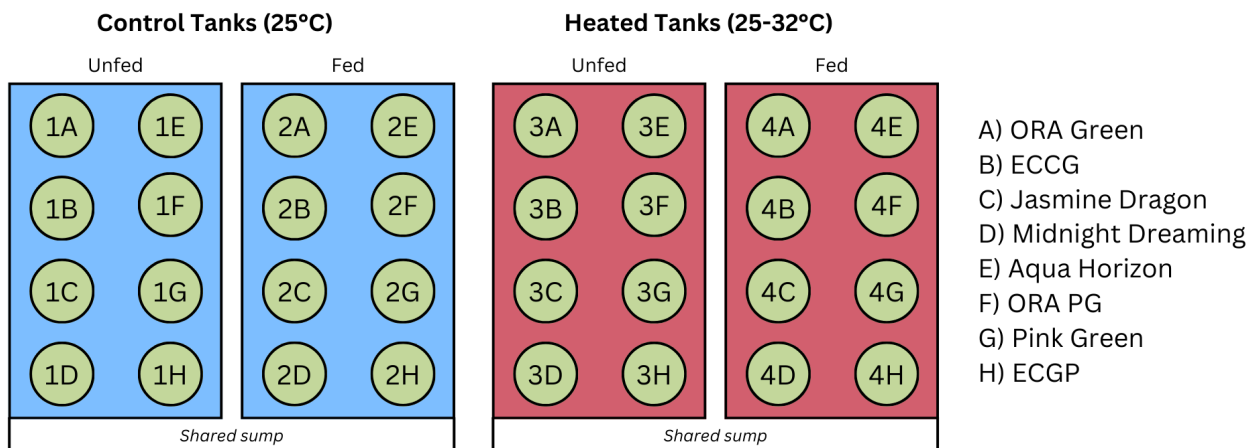 Control Tanks (25°C)
Heated Tanks (25-32°C)
Unfed
Fed
Unfed
Fed
1A 1E 2A 2E 3A 3E 4A 4E
1B 1F 2B 2F 3B 3F 4B 4F
1C 1G 2C 2G 3C 3G 4C 4G
1D 1H 2D 2H 3D 3H 4D 4H
Shared sump
Shared sump
A) ORA Green
B) ECCG
C) Jasmine Dragon
D) Midnight Dreaming
E) Aqua Horizon
F) ORA PG
G) Pink Green
H) ECGP